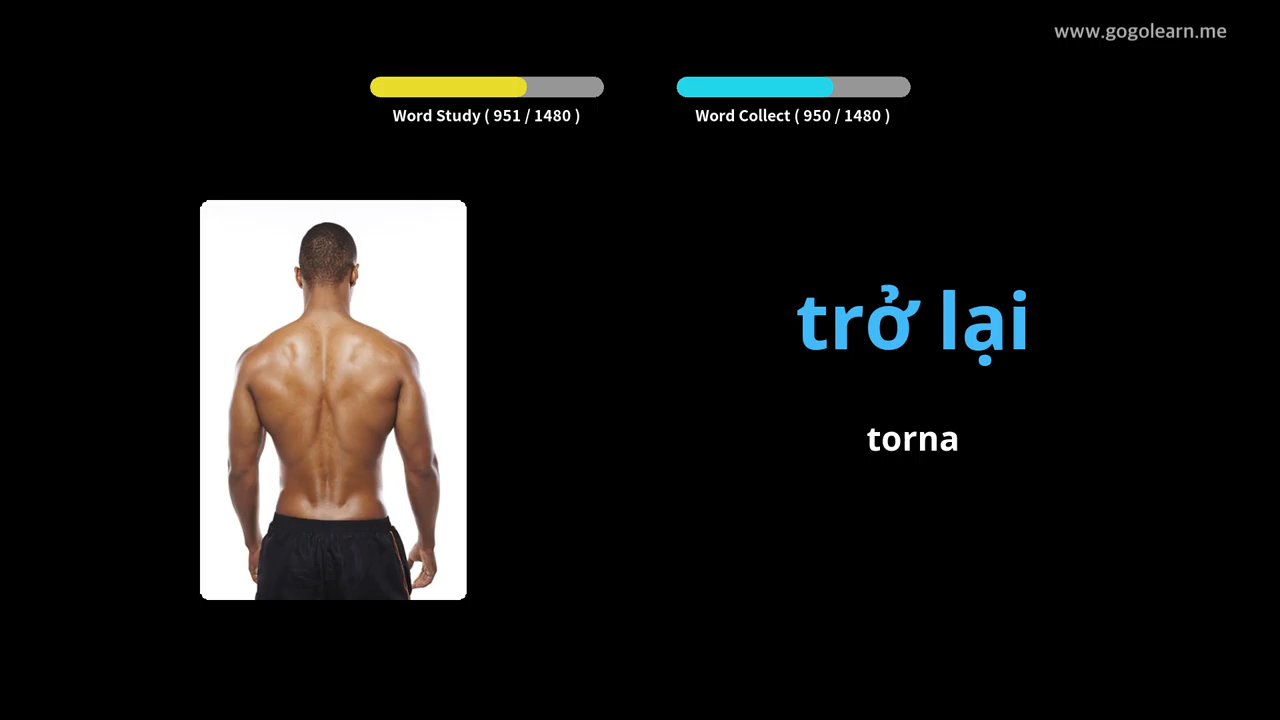 www.gogolearn.me
Word Study ( 951 / 1480 )
Word Collect ( 950 / 1480 )
trở lại
torna